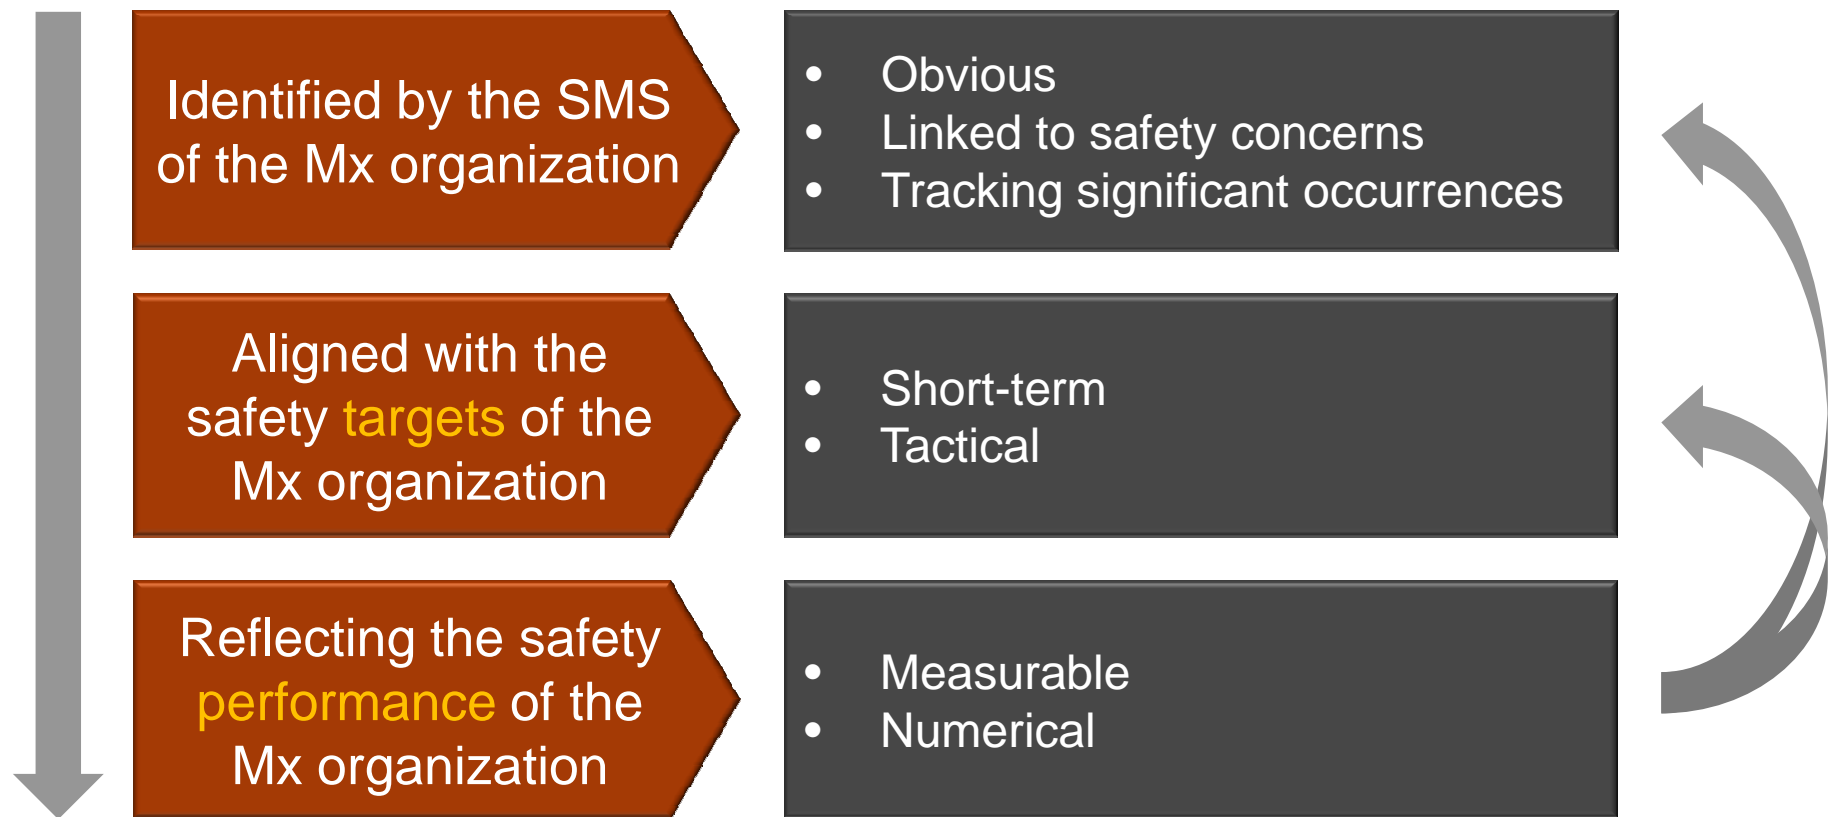 Identified by the SMS
of the Mx organization
• Obvious
• Linked to safety concerns
• Tracking significant occurrences
Aligned with the
safety targets of the
Mx organization
• Short-term
• Tactical
Reflecting the safety
performance of the
Mx organization
• Measurable
• Numerical